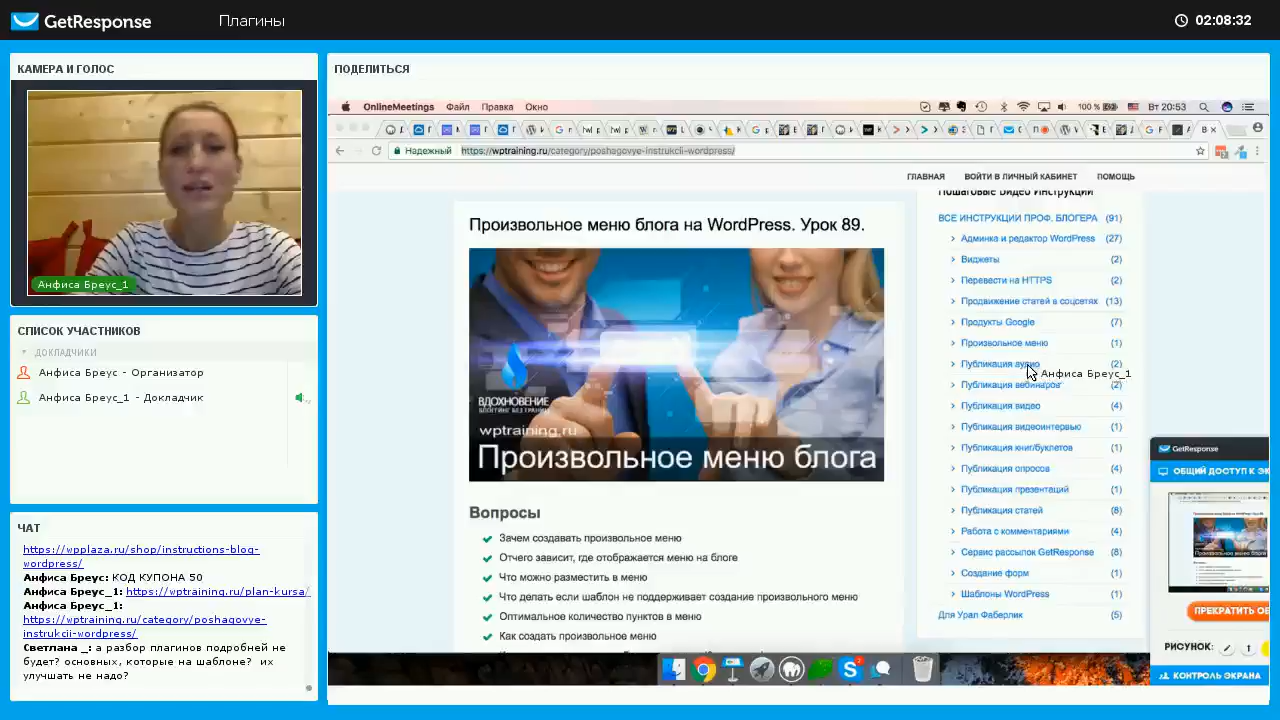 GetResponse
Плагины
02:08:32
КАМЕРА И ГОЛОС
Анфиса Бреус_1
СПИСОК УЧАСТНИКОВ
ДОКЛАДЧИКИ
Анфиса Бреус - Организатор
Анфиса Бреус_1 - Докладчик
ЧАТ
https://wpplaza.ru/shop/instructions-blog-
wordpress/
Анфиса Бреус: КОД КУПОНА 50
Анфиса Бреус_1: https://wptraining.ru/plan-kursa/
Анфиса Бреус_1:
https://wptraining.ru/category/poshagovye-
instrukcii-wordpress/
Светлана _: а разбор плагинов подробней не
будет? основных, которые на шаблоне? их
улучшать не надо?
ПОДЕЛИТЬСЯ
OnlineMeetings Файл Правка Окно
100 % Вт 20:53
Надежный https://wptraining.ru/category/poshagovye-instrukcii-wordpress/
ГЛАВНАЯ ВОЙТИ В ЛИЧНЫЙ КАБИНЕТ ПОМОЩЬ
Произвольное меню блога на WordPress. Урок 89.
ВДОХНОВЕНИЕ
БЛОГГИНГ БЕЗ ГРАНИЦ
wptraining.ru
Произвольное меню блога
Вопросы
Зачем создавать произвольное меню
Отчего зависит, где отображается меню на блоге
Что можно разместить в меню
Что делать если шаблон не поддерживает создание произвольного меню
Оптимальное количество пунктов в меню
Как создать произвольное меню
Пошаговые Видео Инструкции
ВСЕ ИНСТРУКЦИИ ПРОФ. БЛОГЕРА (91)
Админка и редактор WordPress (27)
Виджеты (2)
Перевести на HTTPS (2)
Продвижение статей в соцсетях (13)
Продукты Google (7)
Произвольное меню (1)
Публикация аудио (2)
Анфиса Бреус_1
Публикация вебинаров (2)
Публикация видео (4)
Публикация видеоинтервью (1)
Публикация книг/буклетов (1)
Публикация опросов (4)
Публикация презентаций (1)
Публикация статей (8)
Работа с комментариями (4)
Сервис рассылок GetResponse (8)
Создание форм (1)
Шаблоны WordPress (1)
Для Урал Фаберлик (5)
GetResponse
ОБЩИЙ ДОСТУП К ЭК
ПРЕКРАТИТЬ ОБ
РИСУНОК:
КОНТРОЛЬ ЭКРАНА